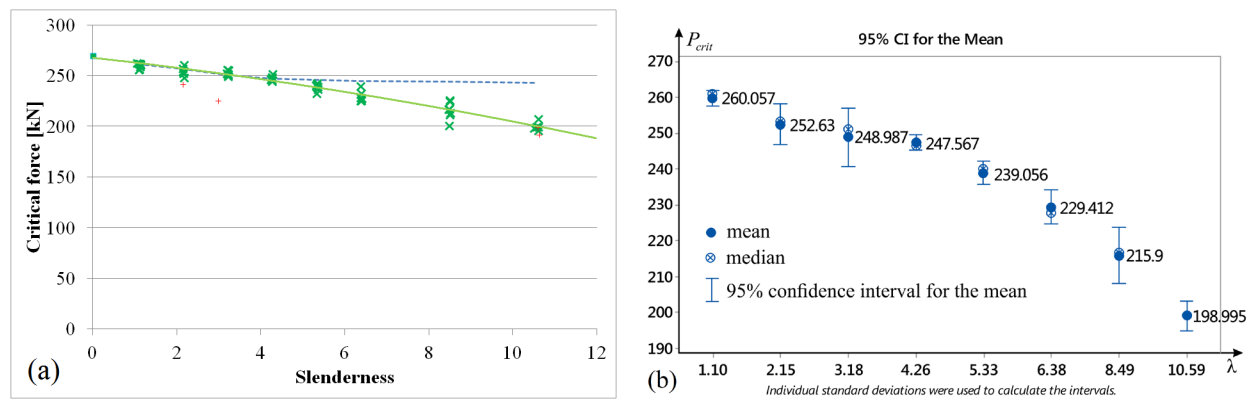 300
250
200
150
100
50
0
Critical force [kN]
0 2 4 6 8 10 12
Slenderness
(a)
P_crit
95% CI for the Mean
270
260
250
240
230
220
210
200
190
260.057
252.63
248.987
247.567
239.056
229.412
215.9
198.995
mean
median
95% confidence interval for the mean
1.10 2.15 3.18 4.26 5.33 6.38 8.49 10.59
λ
(b)
Individual standard deviations were used to calculate the intervals.